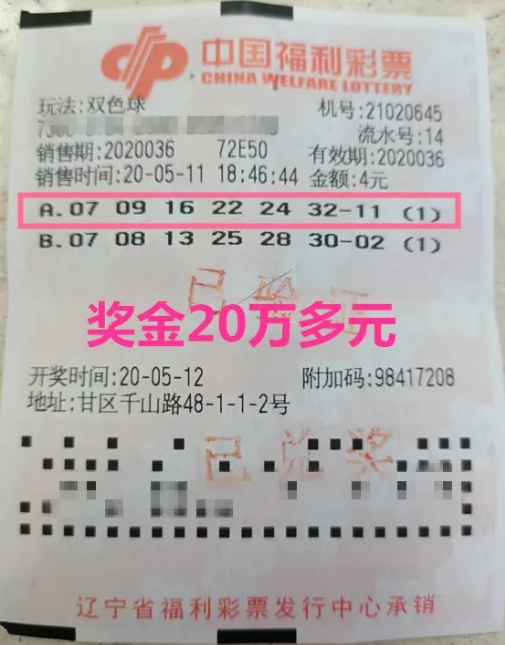 中国福利彩票
CHINA WELFARE LOTTERY
玩法:双色球 机号:21020645
流水号:14
销售期:2020036 72E50 有效期:2020036
销售时间:20-05-11 18:46:44 金额:4元
A.07 09 16 22 24 32-11 (1)
B.07 08 13 25 28 30-02 (1)
已验
奖金20万多元
开奖时间:20-05-12 附加码:98417208
地址:甘区千山路48-1-1-2号
已兑奖
辽宁省福利彩票发行中心承销